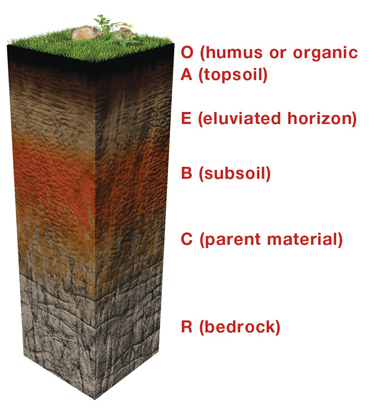 O (humus or organic
A (topsoil)
E (eluviated horizon)
B (subsoil)
C (parent material)
R (bedrock)